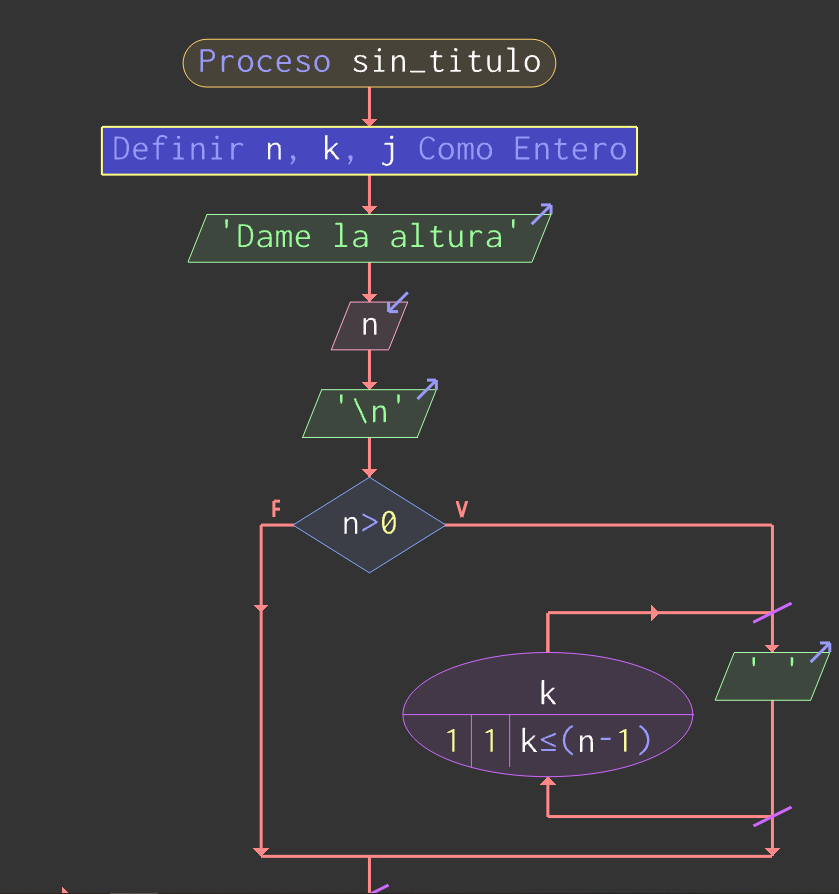 Proceso sin_titulo
Definir n, k, j Como Entero
'Dame la altura'
n
'\n'
F
V
n>0
k
1 1 k≤(n-1)
' '